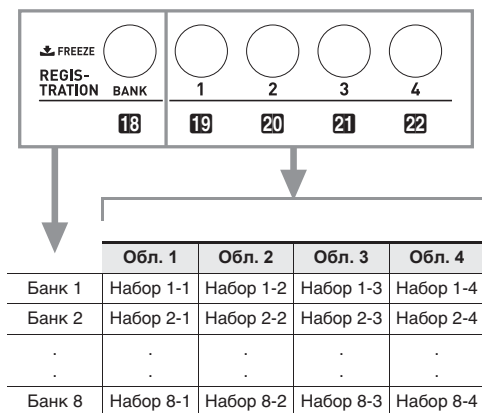 FREEZE
REGIS-
TRATION BANK 1 2 3 4
18 19 20 21 22
Обл. 1 Обл. 2 Обл. 3 Обл. 4
Банк 1 Набор 1-1 Набор 1-2 Набор 1-3 Набор 1-4
Банк 2 Набор 2-1 Набор 2-2 Набор 2-3 Набор 2-4
. . . . .
. . . . .
Банк 8 Набор 8-1 Набор 8-2 Набор 8-3 Набор 8-4